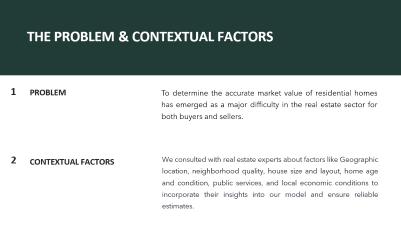 THE PROBLEM & CONTEXTUAL FACTORS
1 PROBLEM
To determine the accurate market value of residential homes
has emerged as a major difficulty in the real estate sector for
both buyers and sellers.
2 CONTEXTUAL FACTORS
We consulted with real estate experts about factors like Geographic
location, neighborhood quality, house size and layout, home age
and condition, public services, and local economic conditions to
incorporate their insights into our model and ensure reliable
estimates.